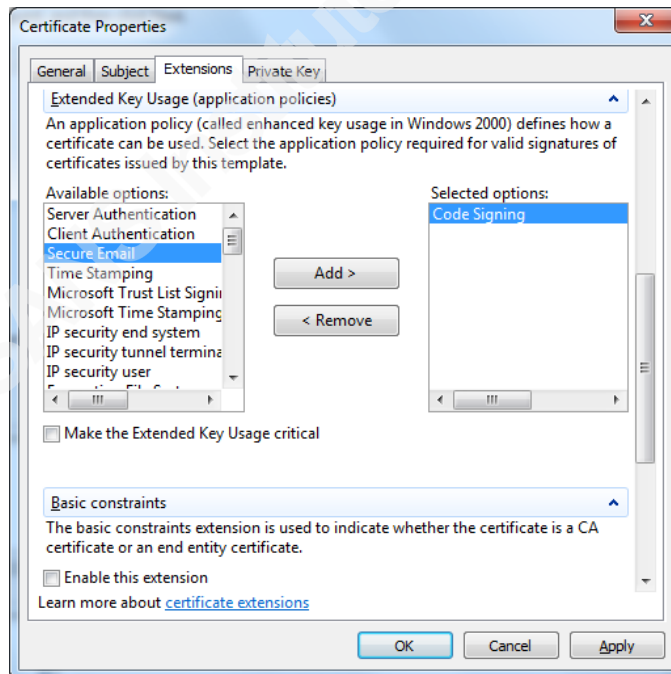 Certificate Properties
General Subject Extensions Private Key
Extended Key Usage (application policies)
An application policy (called enhanced key usage in Windows 2000) defines how a
certificate can be used. Select the application policy required for valid signatures of
certificates issued by this template.
Available options:
Selected options:
Server Authentication
Client Authentication
Secure Email
Time Stamping
Microsoft Trust List Signin
Microsoft Time Stamping
IP security end system
IP security tunnel termina
IP security user
Code Signing
Add >
< Remove
Make the Extended Key Usage critical
Basic constraints
The basic constraints extension is used to indicate whether the certificate is a CA
certificate or an end entity certificate.
Enable this extension
Learn more about certificate extensions
OK Cancel Apply